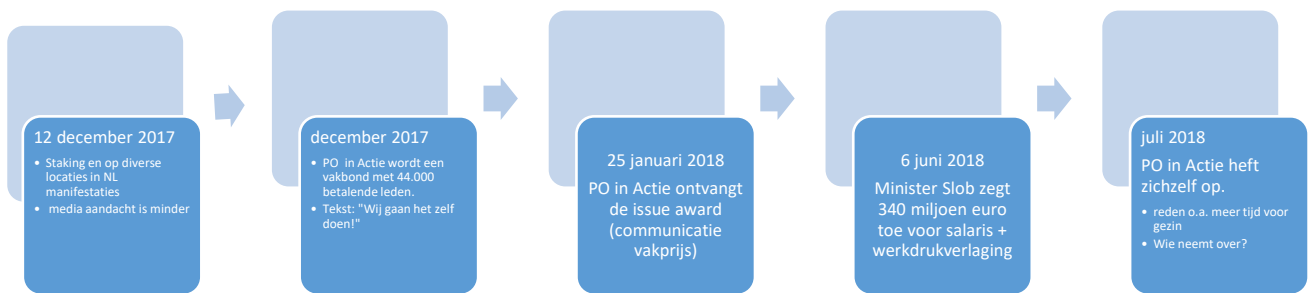 12 december 2017
• Staking en op diverse
locaties in NL
manifestaties
• media aandacht is minder
december 2017
• PO in Actie wordt een
vakbond met 44.000
betalende leden.
• Tekst: "Wij gaan het zelf
doen!"
25 januari 2018
PO in Actie ontvangt
de issue award
(communicatie
vakprijs)
6 juni 2018
Minister Slob zegt
340 miljoen euro
toe voor salaris +
werkdrukverlaging
juli 2018
PO in Actie heft
zichzelf op.
• reden o.a. meer tijd voor
gezin
• Wie neemt over?